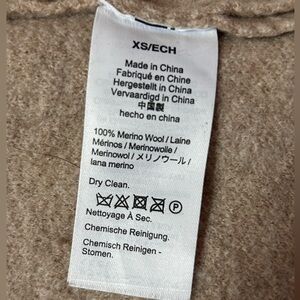 XS/ECH
Made in China
Fabriqué en Chine
Hergestellt in China
Vervaardigd in China
中国製
hecho en china
100% Merino Wool / Laine
Mérinos / Merinowolle /
Merinowol / メリノウール /
lana merino
Dry Clean.
P
Nettoyage À Sec.
Chemische Reinigung.
Chemisch Reinigen -
Stomen.